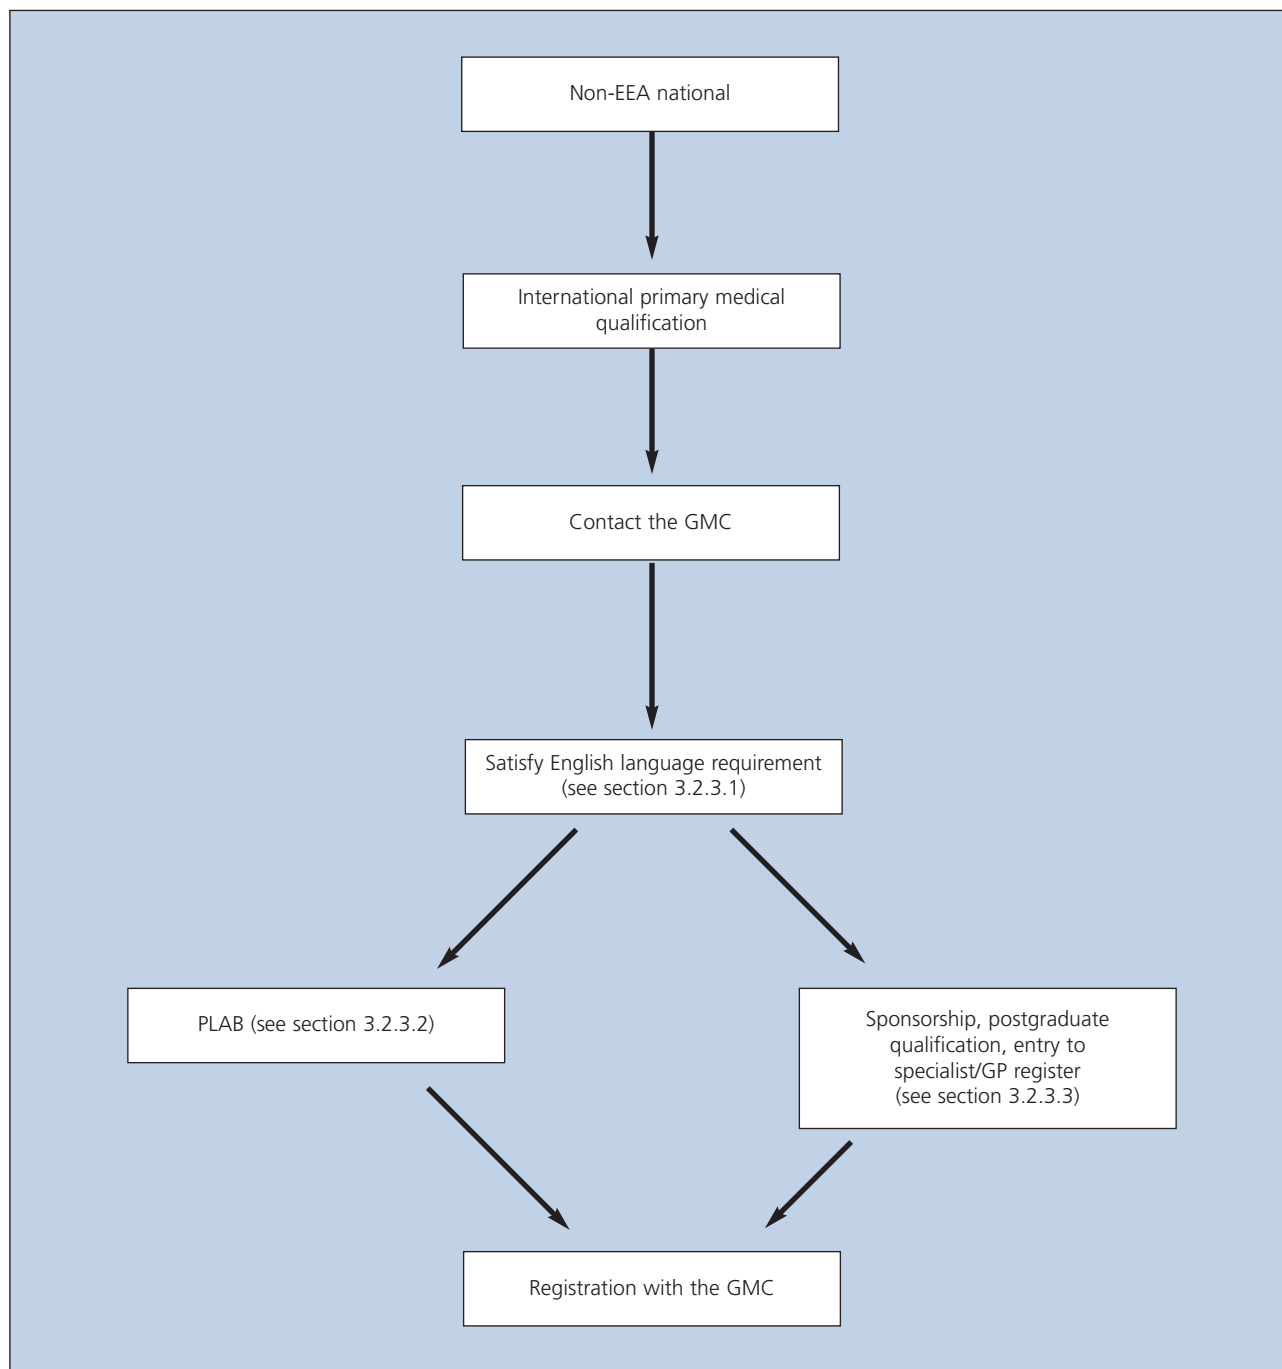 Non-EEA national
International primary medical
qualification
Contact the GMC
Satisfy English language requirement
(see section 3.2.3.1)
PLAB (see section 3.2.3.2)
Sponsorship, postgraduate
qualification, entry to
specialist/GP register
(see section 3.2.3.3)
Registration with the GMC